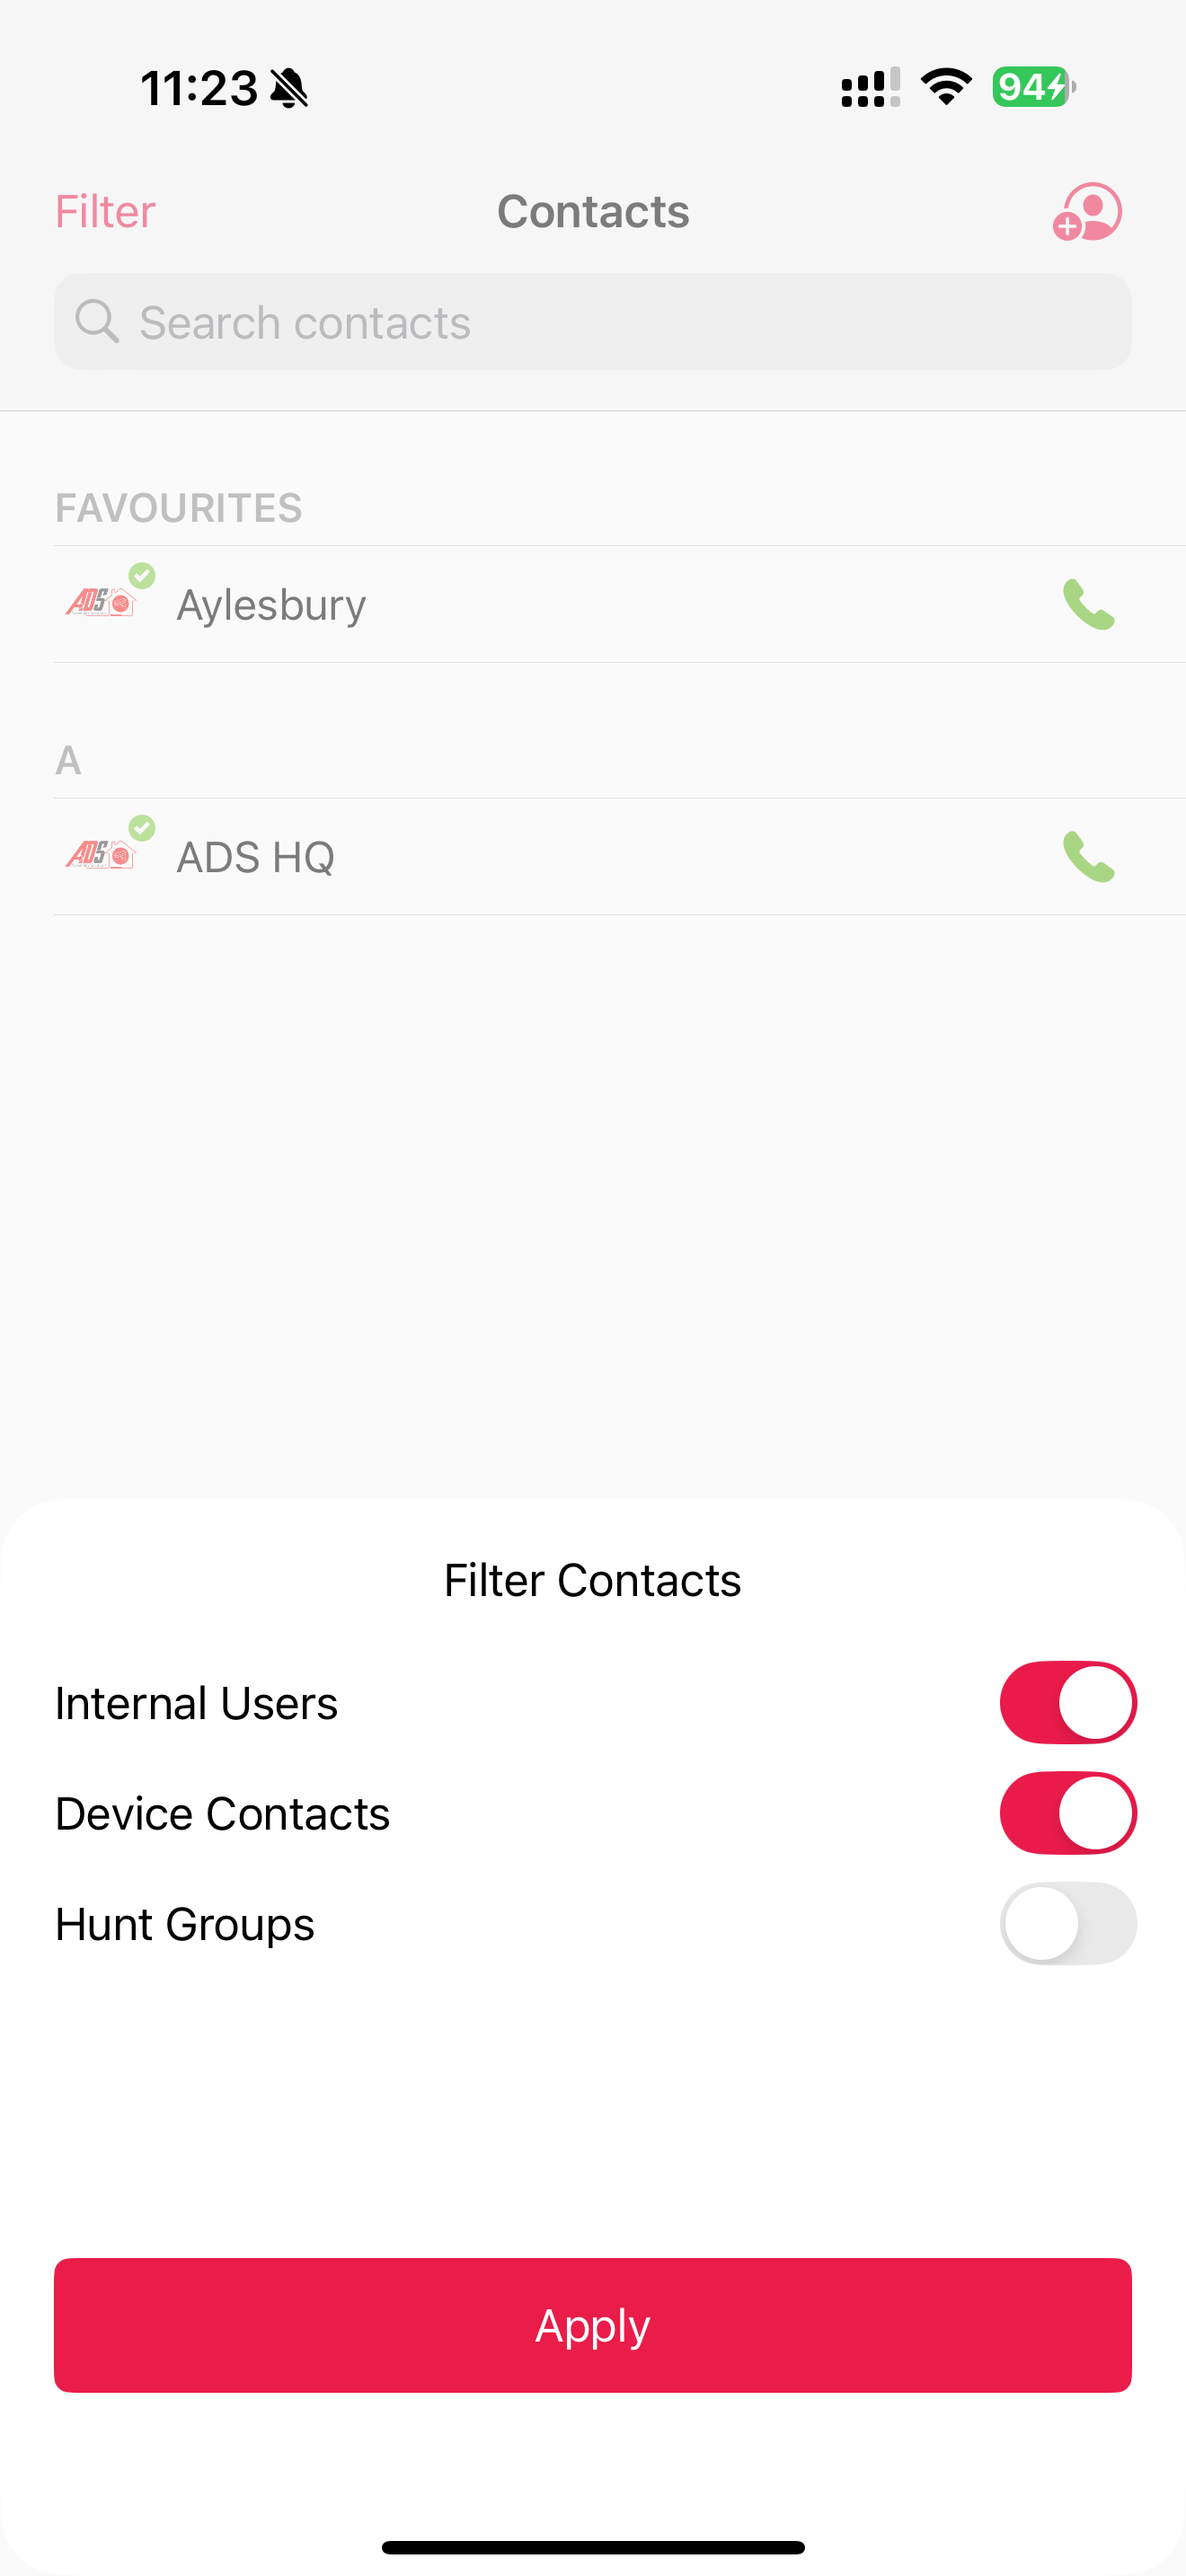 11:23
94
Filter
Contacts
Search contacts
FAVOURITES
ADS
Aylesbury
A
ADS
ADS HQ
Filter Contacts
Internal Users
Device Contacts
Hunt Groups
Apply